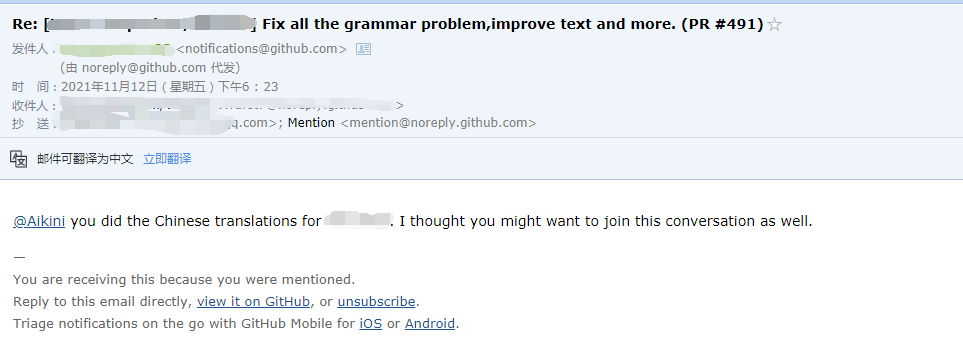 Re: [ ] Fix all the grammar problem,improve text and more. (PR #491)
发件人: <notifications@github.com>
(由 noreply@github.com 代发)
时 间:2021年11月12日(星期五)下午6:23
收件人: >
抄 送: qq.com>; Mention <mention@noreply.github.com>
邮件可翻译为中文 立即翻译
@Aikini you did the Chinese translations for . I thought you might want to join this conversation as well.
—
You are receiving this because you were mentioned.
Reply to this email directly, view it on GitHub, or unsubscribe.
Triage notifications on the go with GitHub Mobile for iOS or Android.